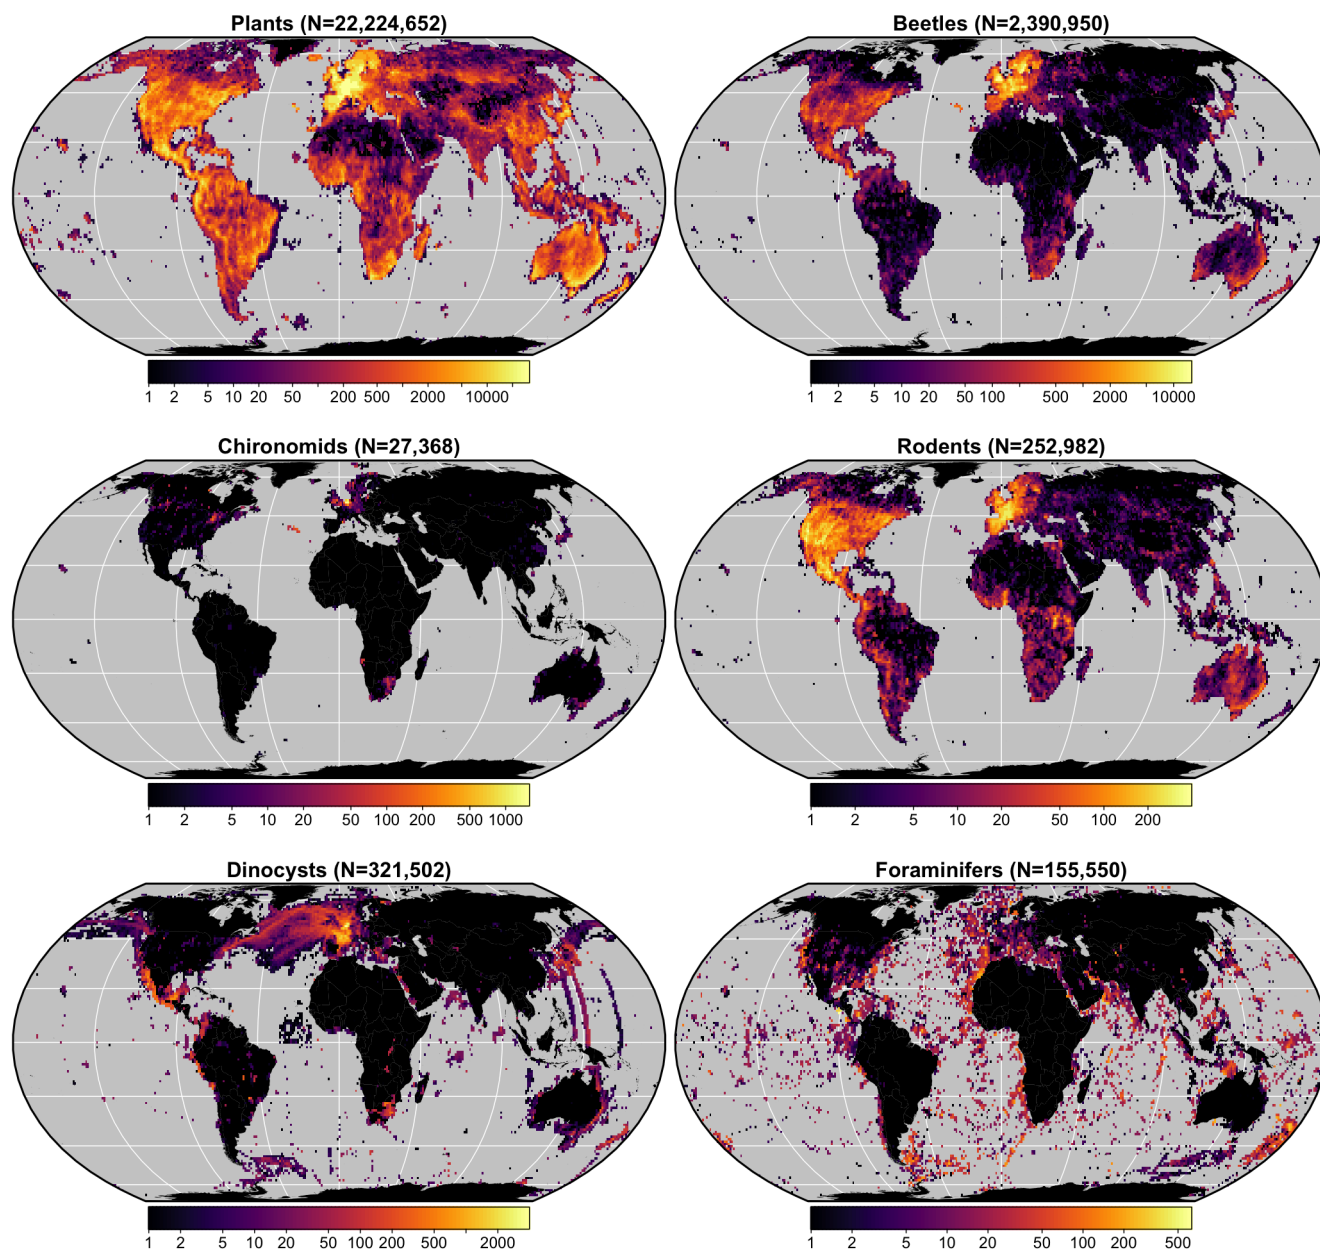 Plants (N=22,224,652)
1 2 5 10 20 50 200 500 2000 10000
Beetles (N=2,390,950)
1 2 5 10 20 50 100 500 2000 10000
Chironomids (N=27,368)
1 2 5 10 20 50 100 200 500 1000
Rodents (N=252,982)
1 2 5 10 20 50 100 200
Dinocysts (N=321,502)
1 2 5 10 20 50 100 200 500 2000
Foraminifers (N=155,550)
1 2 5 10 20 50 100 200 500